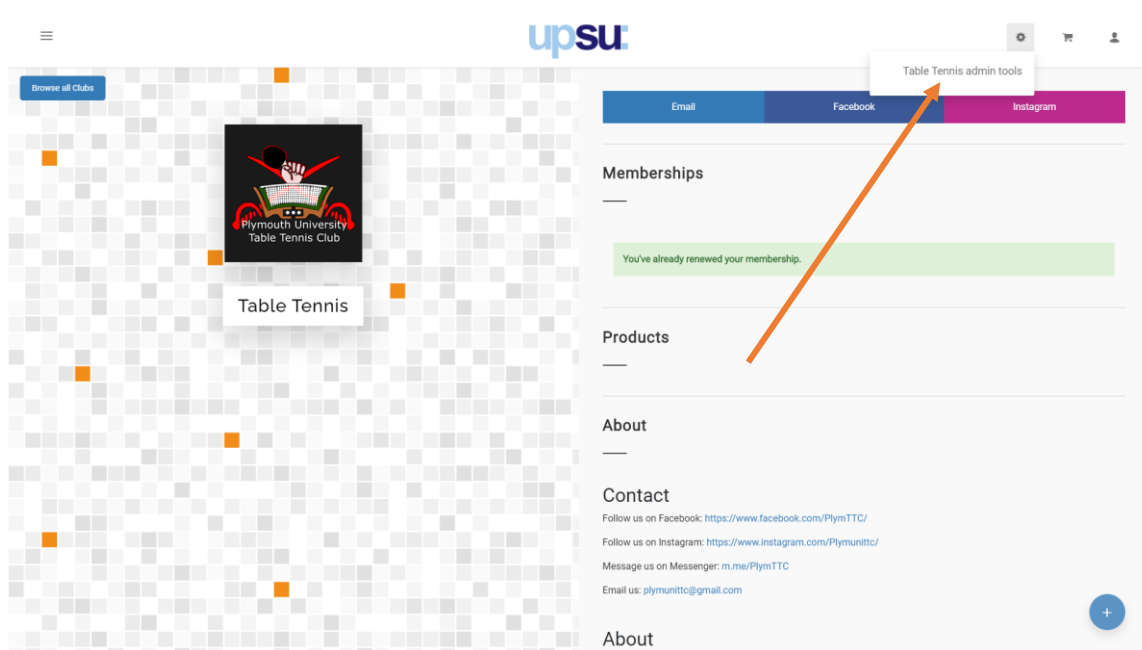 upsu:
Table Tennis admin tools
Browse all Clubs
Plymouth University
Table Tennis Club
Table Tennis
Email
Facebook
Instagram
Memberships
You've already renewed your membership.
Products
About
Contact
Follow us on Facebook: https://www.facebook.com/PlymTTC/
Follow us on Instagram: https://www.instagram.com/Plymunittc/
Message us on Messenger: m.me/PlymTTC
Email us: plymunittc@gmail.com
About